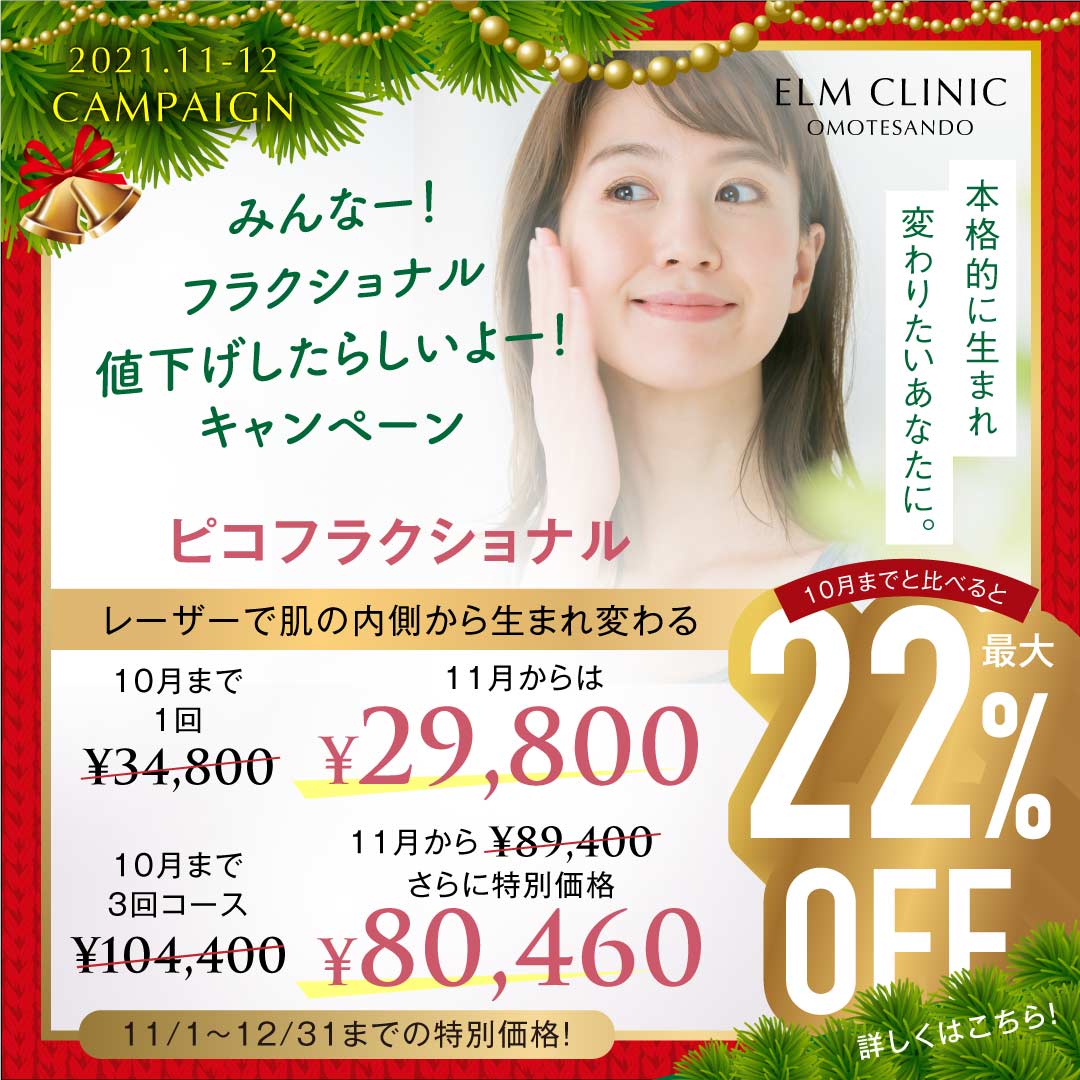 2021.11-12
CAMPAIGN
ELM CLINIC
OMOTESANDO
みんなー!
フラクショナル
値下げしたらしいよー!
キャンペーン
本格的に生まれ
変わりたいあなたに。
ピコフラクショナル
レーザーで肌の内側から生まれ変わる
10月までと比べると
最大
22%
OFF
10月まで
1回
¥34,800
11月からは
¥29,800
10月まで
3回コース
¥104,400
11月から ¥89,400
さらに特別価格
¥80,460
11/1〜12/31までの特別価格!
詳しくはこちら!